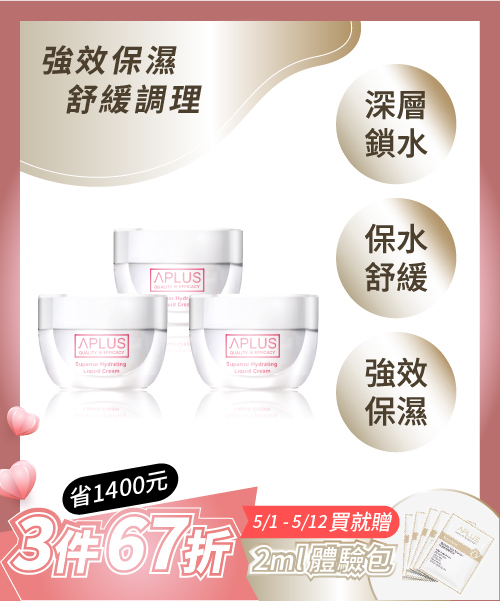 強效保濕
舒緩調理
深層
鎖水
保水
舒緩
強效
保濕
APLUS
QUALITY EFFICACY
APLUS
QUALITY EFFICACY
Superior Hydrating
Liquid Cream
APLUS
QUALITY EFFICACY
Superior Hydrating
Liquid Cream
省1400元
3件67折
5/1 - 5/12買就贈
2ml體驗包
APLUS